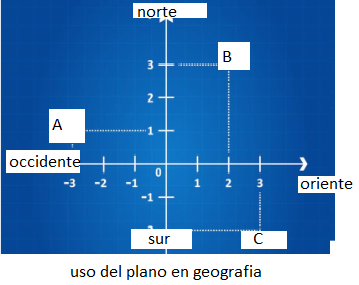 norte
3
B
2
A
1
occidente
0
-3 -2 -1 1 2 3
oriente
-1
sur
C
uso del plano en geografia